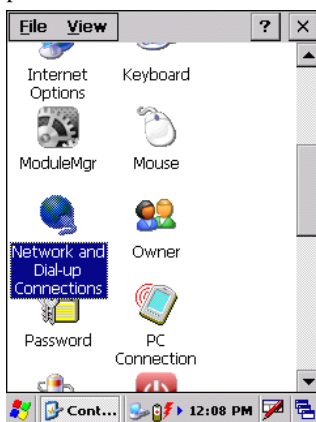 File View ? ×
Internet Keyboard
Options
ModuleMgr Mouse
Network and Owner
Dial-up
Connections
Password PC
Connection
Cont... 12:08 PM